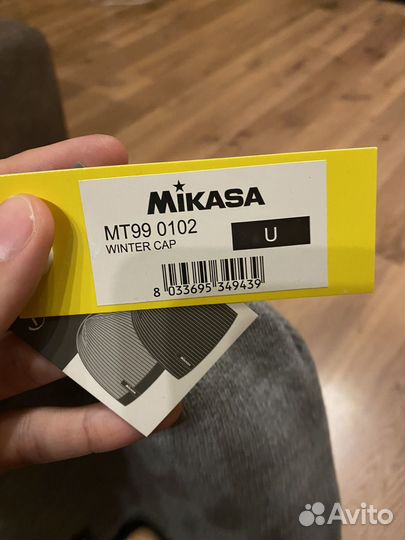 MIKASA
MT99 0102
WINTER CAP
U
8 033695 349439
Avito